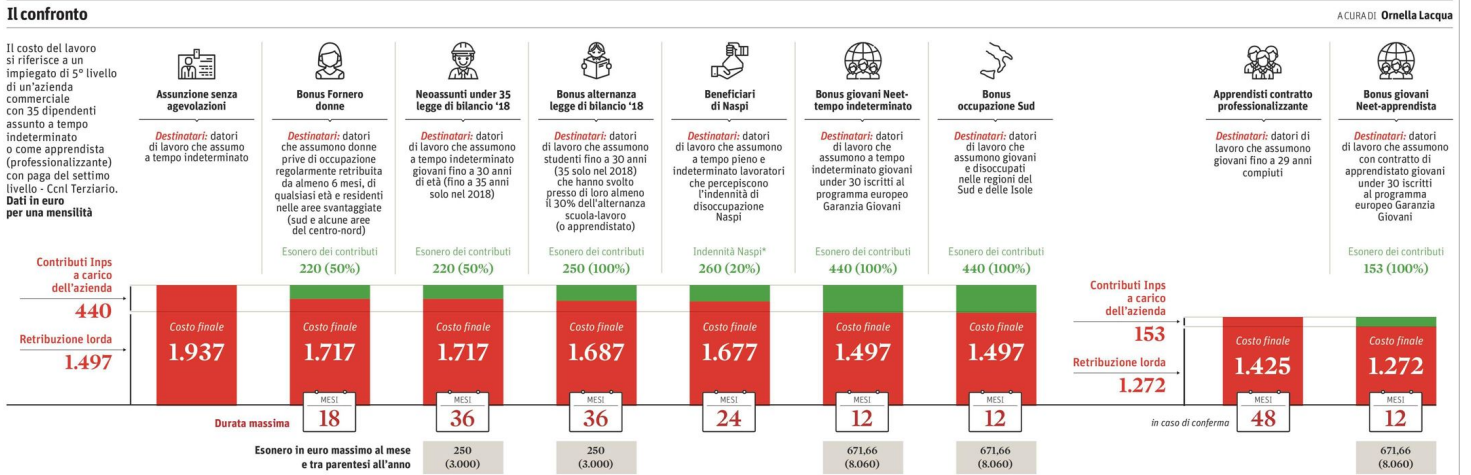 Il confronto
A CURA DI Ornella Lacqua
Il costo del lavoro
si riferisce a un
impiegato di 5° livello
di un'azienda
commerciale
con 35 dipendenti
assunto a tempo
indeterminato
o come apprendista
(professionalizzante)
con paga del settimo
livello - Ccnl Terziario.
Dati in euro
per una mensilità
Assunzione senza
agevolazioni
Destinatari: datori
di lavoro che assumo
a tempo indeterminato
Bonus Fornero
donne
Destinatari: datori
che assumono donne
prive di occupazione
regolarmente retribuita
da almeno 6 mesi, di
qualsiasi età e residenti
nelle aree svantaggiate
(sud e alcune aree
del centro-nord)
Esonero dei contributi
220 (50%)
Neoassunti under 35
legge di bilancio ‘18
Destinatari: datori
di lavoro che assumono
a tempo indeterminato
giovani fino a 30 anni
di età (fino a 35 anni
solo nel 2018)
Esonero dei contributi
220 (50%)
Bonus alternanza
legge di bilancio ‘18
Destinatari: datori
di lavoro che assumono
studenti fino a 30 anni
(35 solo nel 2018)
che hanno svolto
presso di loro almeno
il 30% dell'alternanza
scuola-lavoro
(o apprendistato)
Esonero dei contributi
250 (100%)
Beneficiari
di Naspi
Destinatari: datori
di lavoro che assumono
a tempo pieno e
indeterminato lavoratori
che percepiscono
l'indennità di
disoccupazione
Naspi
Indennità Naspi*
260 (20%)
Bonus giovani Neet-
tempo indeterminato
Destinatari: datori
di lavoro che
assumono a tempo
indeterminato giovani
under 30 iscritti al
programma europeo
Garanzia Giovani
Esonero dei contributi
440 (100%)
Bonus
occupazione Sud
Destinatari: datori
di lavoro che
assumono giovani
e disoccupati
nelle regioni del
Sud e delle Isole
Esonero dei contributi
440 (100%)
Apprendisti contratto
professionalizzante
Destinatari: datori di
lavoro che assumono
giovani fino a 29 anni
compiuti
Bonus giovani
Neet-apprendista
Destinatari: datori
di lavoro che assumono
con contratto di
apprendistato giovani
under 30 iscritti
al programma
europeo Garanzia
Giovani
Esonero dei contributi
153 (100%)
Contributi Inps
a carico
dell'azienda
440
Retribuzione lorda
1.497
Costo finale
1.937
Costo finale
1.717
Costo finale
1.717
Costo finale
1.687
Costo finale
1.677
Costo finale
1.497
Costo finale
1.497
Contributi Inps
a carico
dell'azienda
153
Retribuzione lorda
1.272
Costo finale
1.425
Costo finale
1.272
Durata massima
MESI
18
MESI
36
MESI
36
MESI
24
MESI
12
MESI
12
in caso di conferma
MESI
48
MESI
12
Esonero in euro massimo al mese
e tra parentesi all'anno
250
(3.000)
250
(3.000)
671,66
(8.060)
671,66
(8.060)
671,66
(8.060)